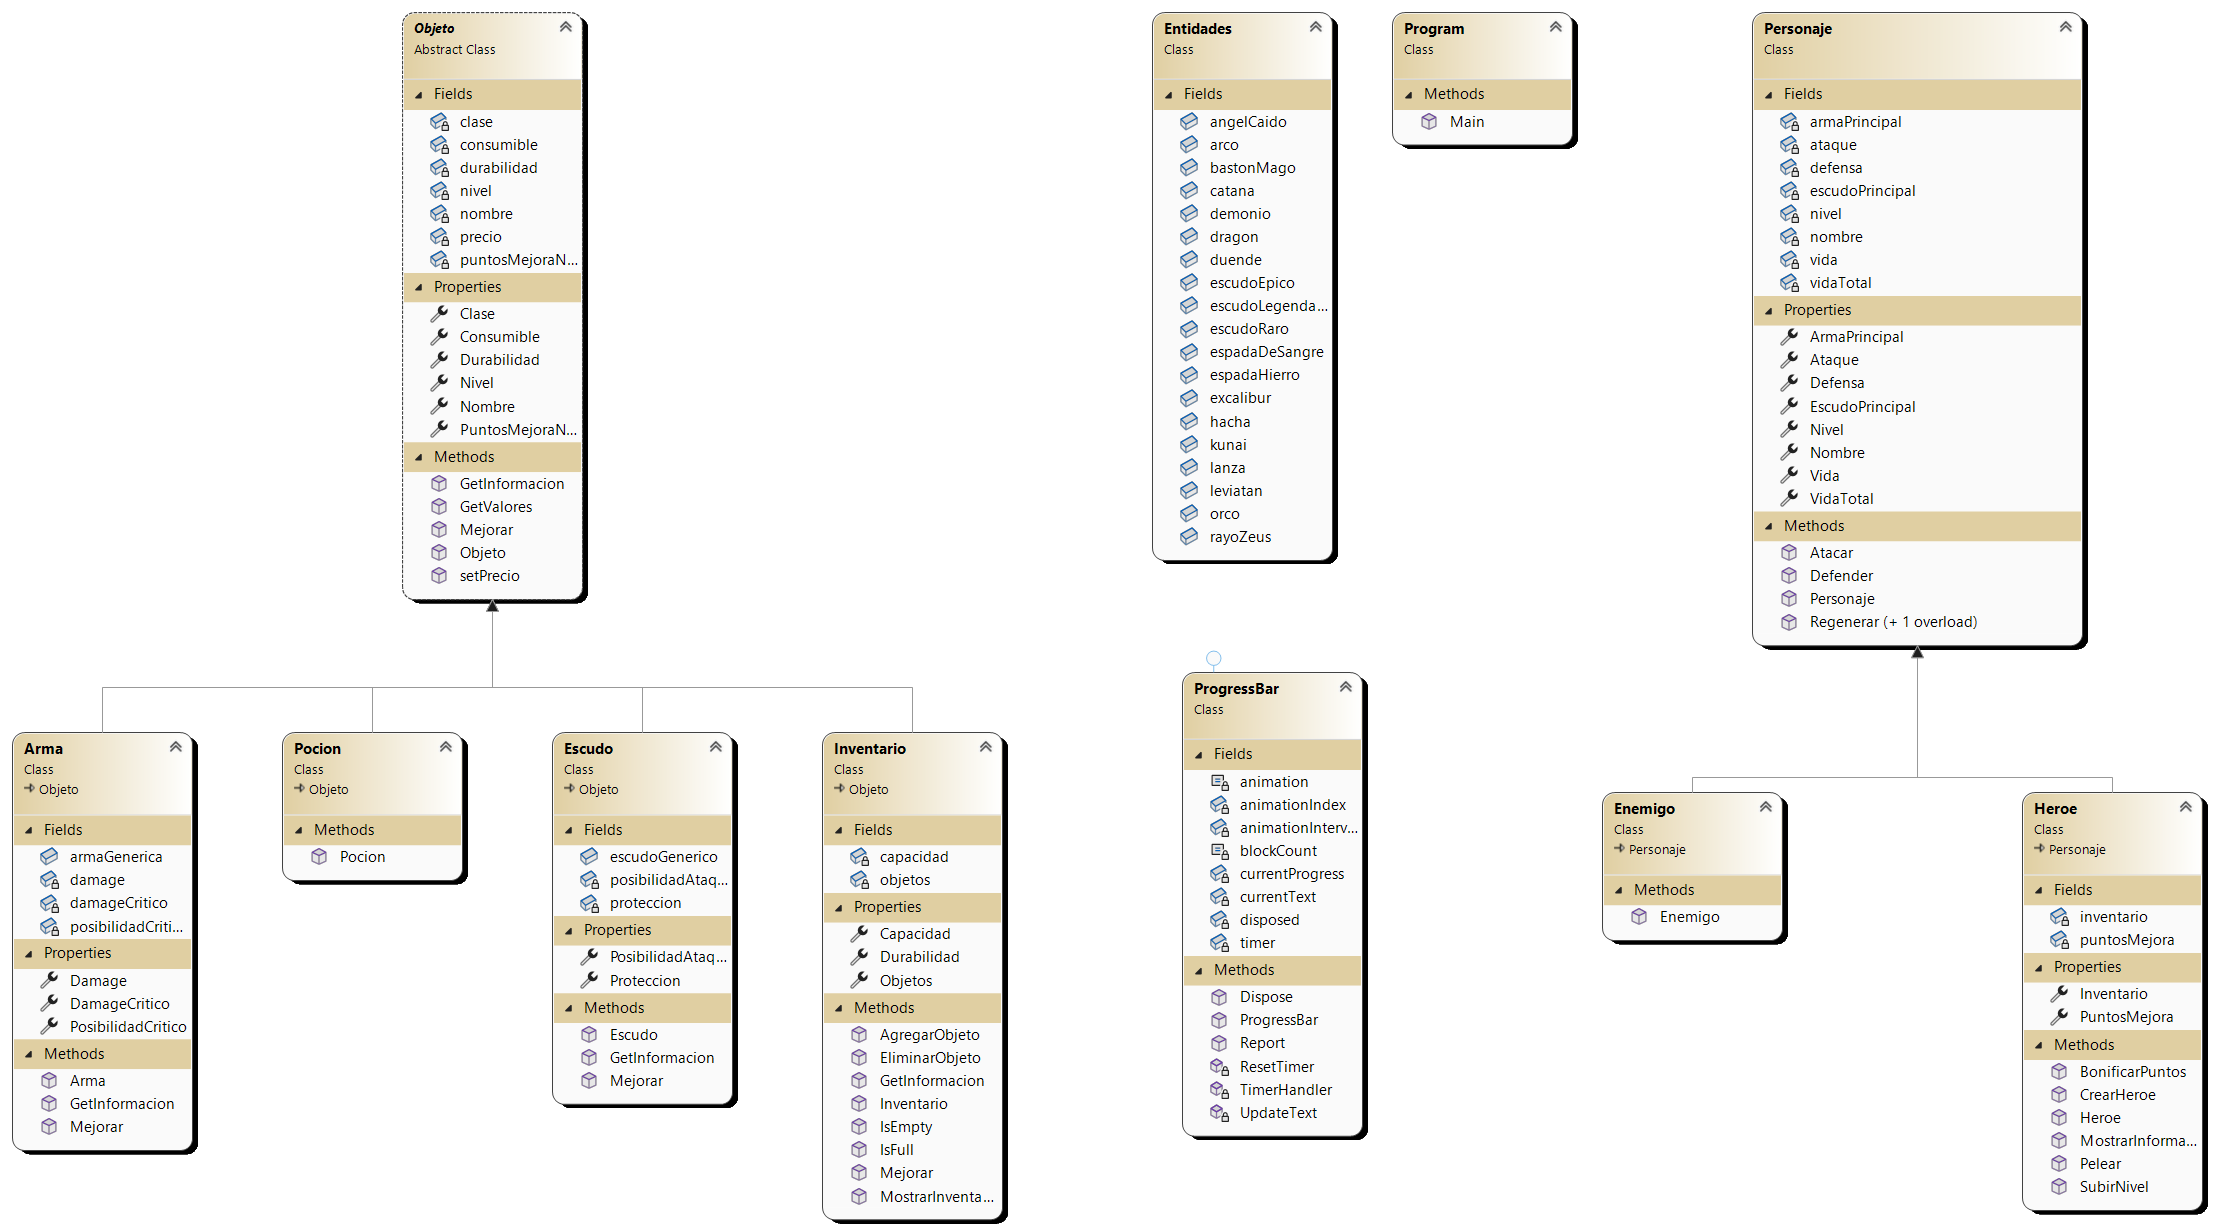 Objeto
Abstract Class
Fields
clase
consumible
durabilidad
nivel
nombre
precio
puntosMejoraN...
Properties
Clase
Consumible
Durabilidad
Nivel
Nombre
PuntosMejoraN...
Methods
GetInformacion
GetValores
Mejorar
Objeto
setPrecio
Entidades
Class
Fields
angelCaido
arco
bastonMago
catana
demonio
dragon
duende
escudoEpico
escudoLegenda...
escudoRaro
espadaDeSangre
espadaHierro
excalibur
hacha
kunai
lanza
leviatan
orco
rayoZeus
Program
Class
Methods
Main
Personaje
Class
Fields
armaPrincipal
ataque
defensa
escudoPrincipal
nivel
nombre
vida
vidaTotal
Properties
ArmaPrincipal
Ataque
Defensa
EscudoPrincipal
Nivel
Nombre
Vida
VidaTotal
Methods
Atacar
Defender
Personaje
Regenerar (+ 1 overload)
Arma
Class
Objeto
Fields
armaGenerica
damage
damageCritico
posibilidadCriti...
Properties
Damage
DamageCritico
PosibilidadCritico
Methods
Arma
GetInformacion
Mejorar
Pocion
Class
Objeto
Methods
Pocion
Escudo
Class
Objeto
Fields
escudoGenerico
posibilidadAtaq...
proteccion
Properties
PosibilidadAtaq...
Proteccion
Methods
Escudo
GetInformacion
Mejorar
Inventario
Class
Objeto
Fields
capacidad
objetos
Properties
Capacidad
Durabilidad
Objetos
Methods
AgregarObjeto
EliminarObjeto
GetInformacion
Inventario
IsEmpty
IsFull
Mejorar
MostrarInventa...
ProgressBar
Class
Fields
animation
animationIndex
animationInterv...
blockCount
currentProgress
currentText
disposed
timer
Methods
Dispose
ProgressBar
Report
ResetTimer
TimerHandler
UpdateText
Enemigo
Class
Personaje
Methods
Enemigo
Heroe
Class
Personaje
Fields
inventario
puntosMejora
Properties
Inventario
PuntosMejora
Methods
BonificarPuntos
CrearHeroe
Heroe
MostrarInforma...
Pelear
SubirNivel